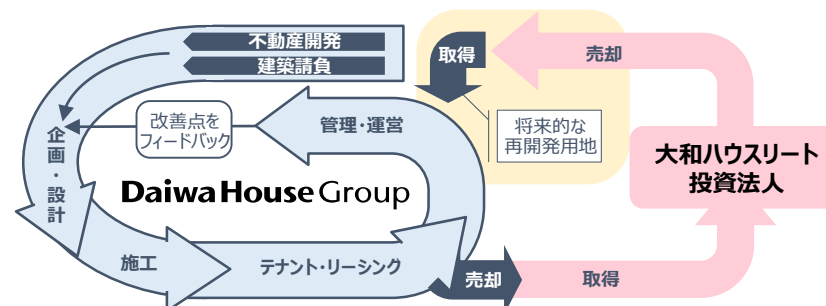 不動産開発
建築請負
取得
売却
改善点を
フィードバック
管理・運営
将来的な
再開発用地
企画・設計
大和ハウスリート
投資法人
DaiwaHouse Group
施工
テナント・リーシング
売却
取得